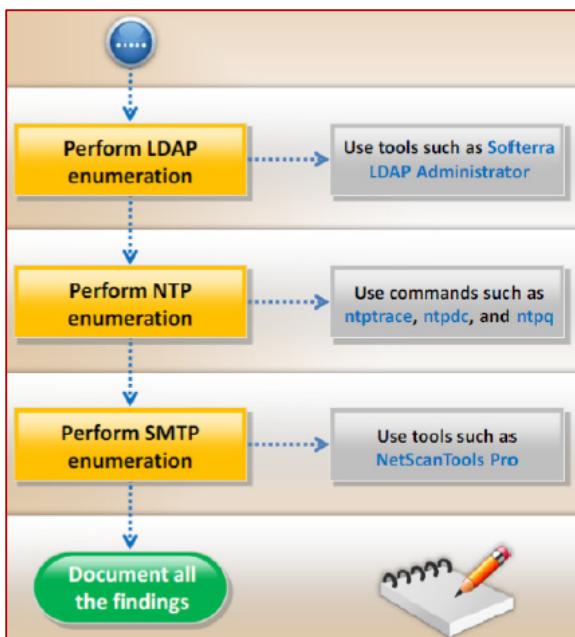 Perform LDAP
enumeration
Use tools such as Softerra
LDAP Administrator
Perform NTP
enumeration
Use commands such as
ntptrace, ntpdc, and ntpq
Perform SMTP
enumeration
Use tools such as
NetScanTools Pro
Document all
the findings